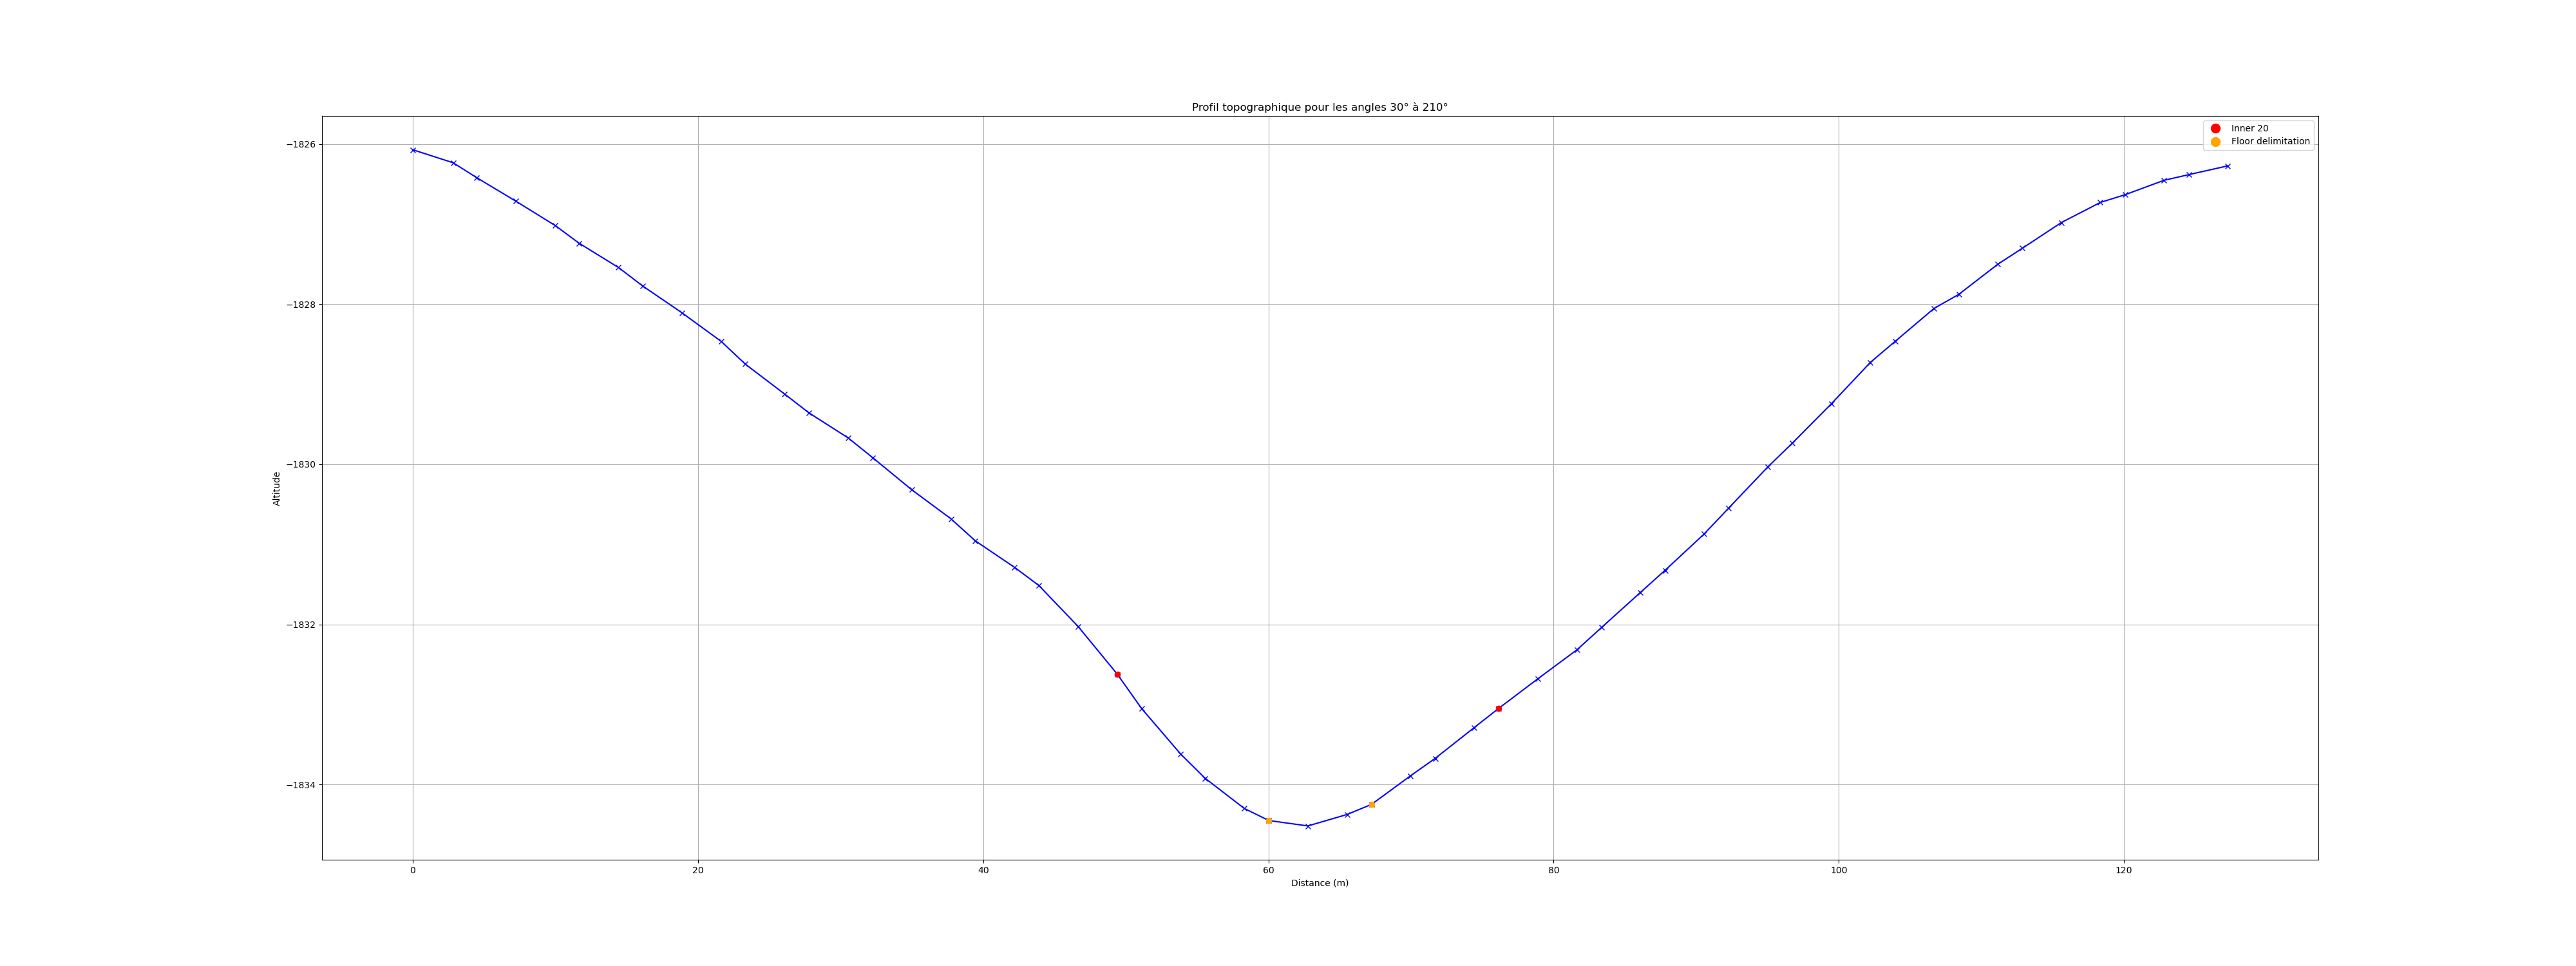 Profil topographique pour les angles 30° à 210°
Inner 20
Floor delimitation
Altitude
−1826
−1828
−1830
−1832
−1834
0 20 40 60 80 100 120
Distance (m)